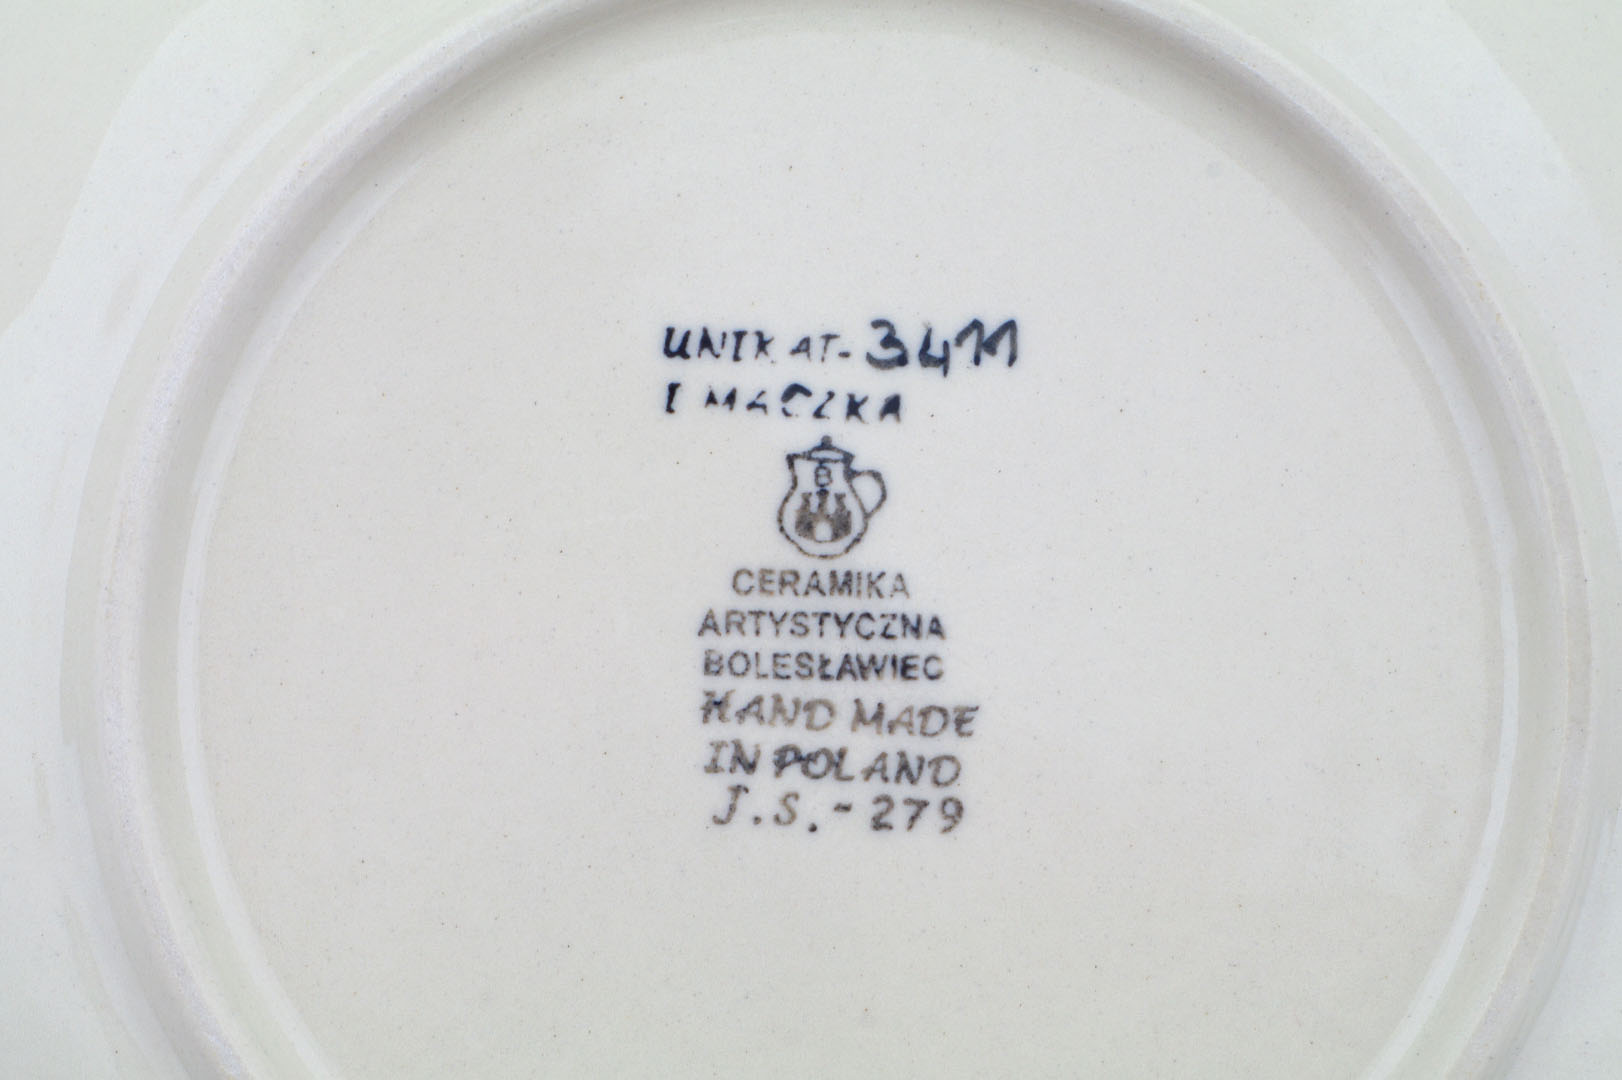 UNIKAT-3411
I MACZKA
B
CERAMIKA
ARTYSTYCZNA
BOLESŁAWIEC
HAND MADE
IN POLAND
J.S.-279